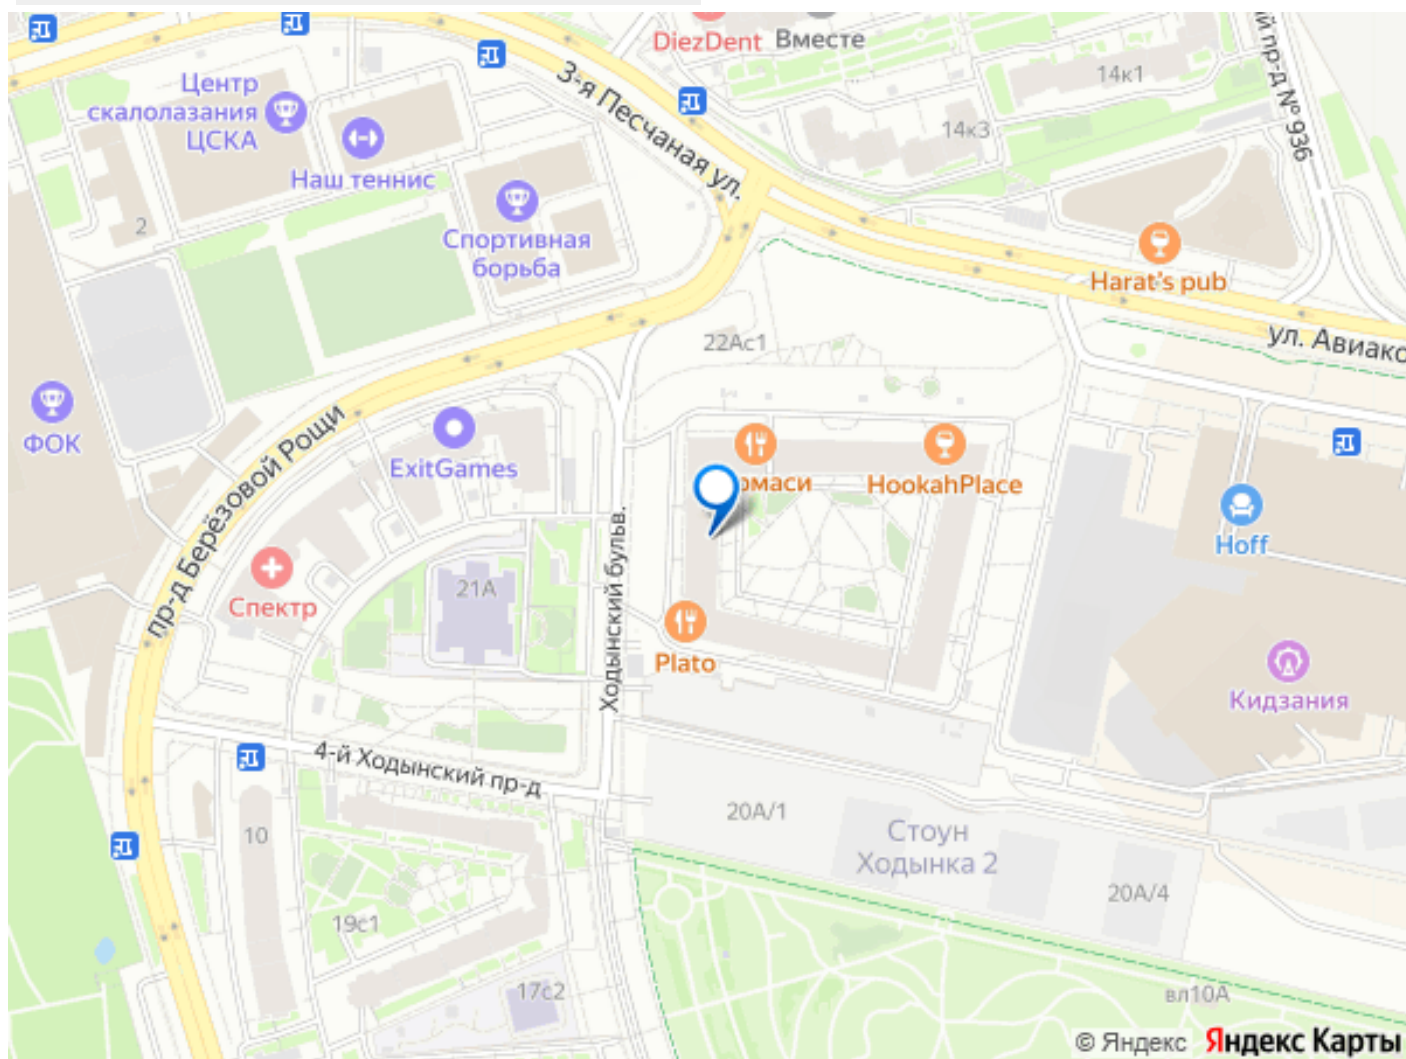 DiezDent
Вместе
14к1
ый пр-д № 936
Центр
скалолазания
ЦСКА
3-я Песчаная ул.
14к3
Наш теннис
2
Спортивная
борьба
Harat's pub
22Ас1
ул. Авиако
ФОК
ExitGames
пр-д Берёзовой Рощи
рмаси
HookahPlace
Hoff
Спектр
21А
Ходынский бульв.
Plato
Кидзания
4-й Ходынский пр-д
20А/1
Стоун
Ходынка 2
10
20А/4
19с1
17с2
вл10А
© Яндекс Яндекс Карты